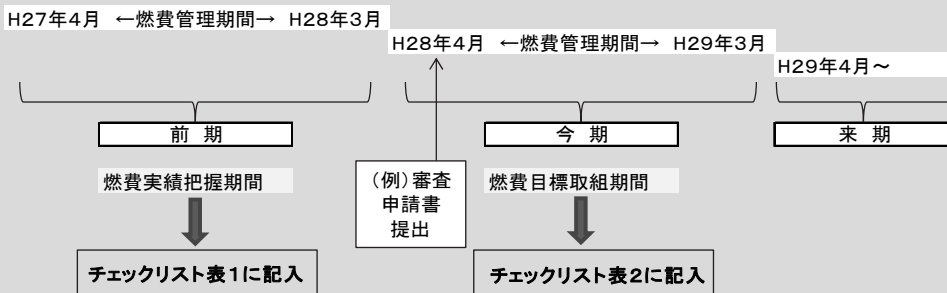 H27年4月 ←燃費管理期間→ H28年3月
H28年4月 ←燃費管理期間→ H29年3月
H29年4月～
前 期
今 期
来 期
燃費実績把握期間
(例)審査
申請書
提出
燃費目標取組期間
チェックリスト表1に記入
チェックリスト表2に記入